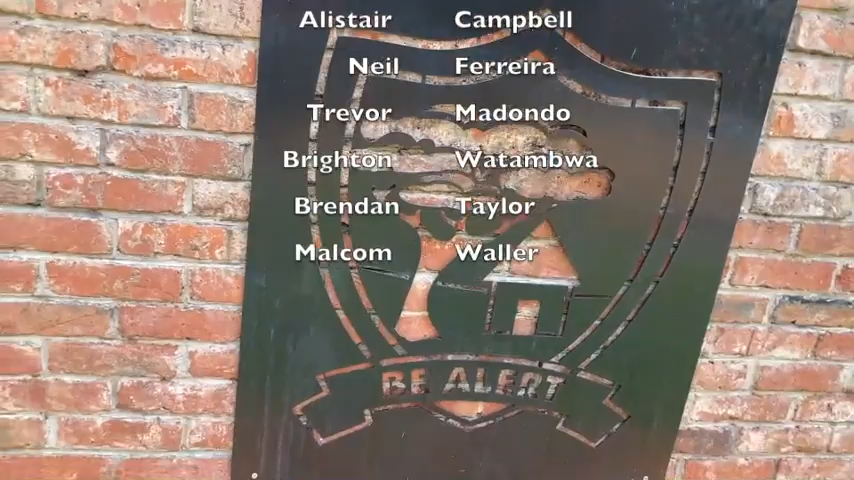 Alistair Campbell
Neil Ferreira
Trevor Madondo
Brighton Watambwa
Brendan Taylor
Malcom Waller
BE ALERT